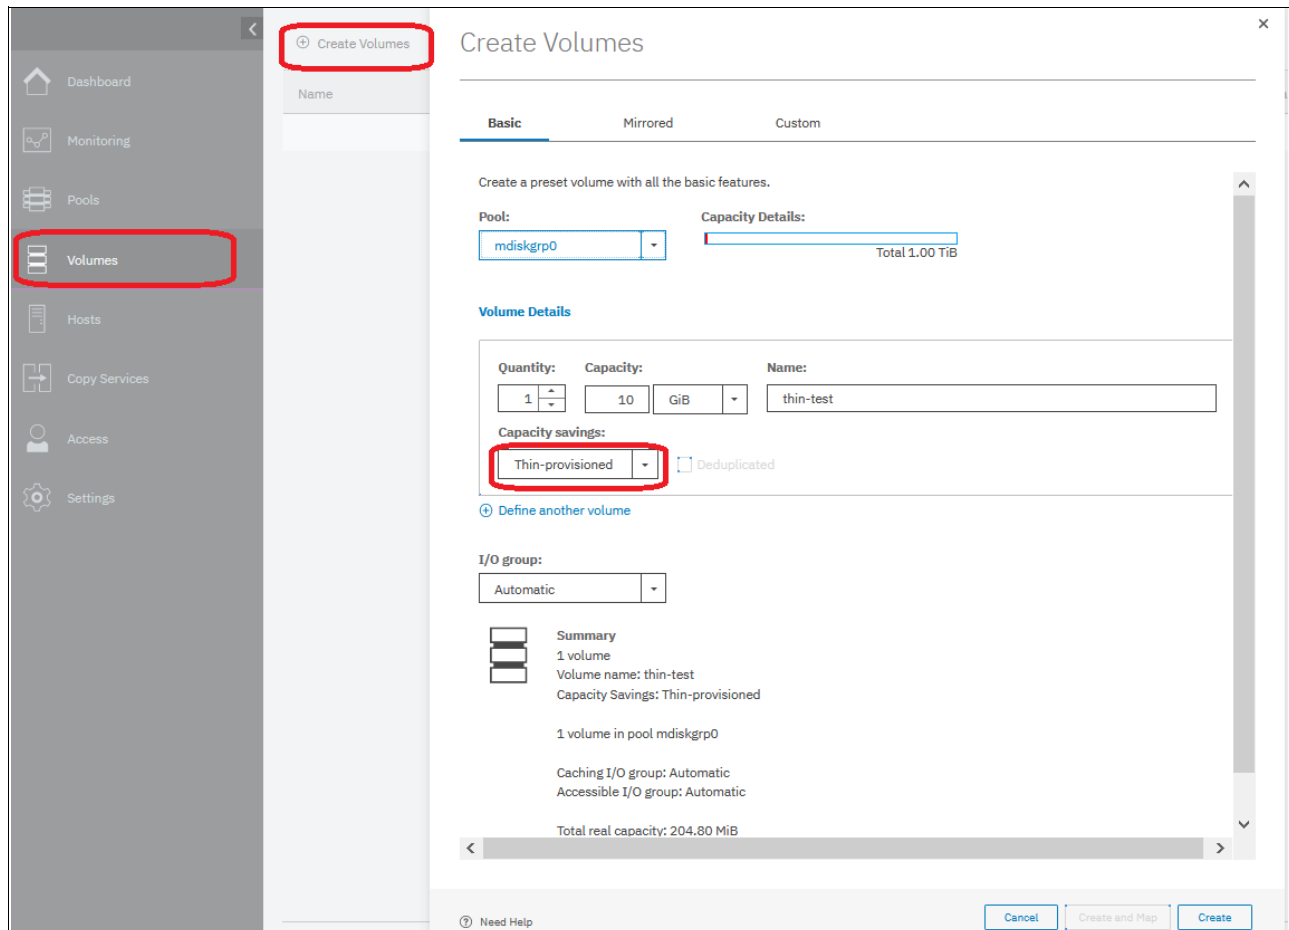 Dashboard
Monitoring
Pools
Volumes
Hosts
Copy Services
Access
Settings
Create Volumes
Name
Create Volumes
Basic Mirrored Custom
Create a preset volume with all the basic features.
Pool: Capacity Details:
mdiskgrp0
Total 1.00 TiB
Volume Details
Quantity: Capacity: Name:
1 10 GiB thin-test
Capacity savings:
Thin-provisioned Deduplicated
Define another volume
I/O group:
Automatic
Summary
1 volume
Volume name: thin-test
Capacity Savings: Thin-provisioned
1 volume in pool mdiskgrp0
Caching I/O group: Automatic
Accessible I/O group: Automatic
Total real capacity: 204.80 MiB
Need Help Cancel Create and Map Create